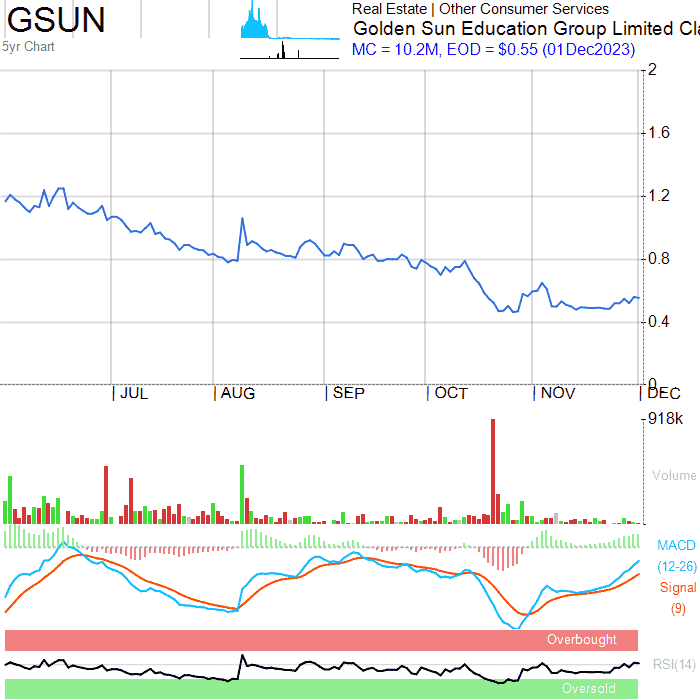 GSUN
5yr Chart
Real Estate | Other Consumer Services
Golden Sun Education Group Limited Cla
MC = 10.2M, EOD = $0.55 (01Dec2023)
2
1.6
1.2
0.8
0.4
0
JUL AUG SEP OCT NOV DEC
918k
Volume
MACD
(12-26)
Signal
(9)
Overbought
RSI(14)
Oversold